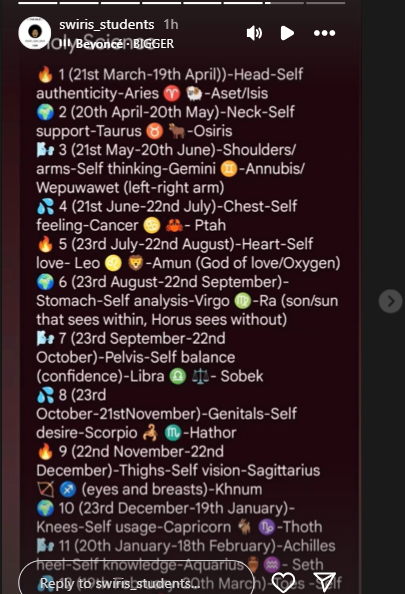 swiris_students 1h
Beyoncé · BIGGER
Holy Science
🔥 1 (21st March-19th April))-Head-Self
authenticity-Aries ♈ 🐏-Aset/Isis
🌍 2 (20th April-20th May)-Neck-Self
support-Taurus ♉ 🐂-Osiris
🌬️ 3 (21st May-20th June)-Shoulders/
arms-Self thinking-Gemini ♊-Annubis/
Wepuwawet (left-right arm)
💦 4 (21st June-22nd July)-Chest-Self
feeling-Cancer ♋ 🦀- Ptah
🔥 5 (23rd July-22nd August)-Heart-Self
love- Leo ♌ 🦁-Amun (God of love/Oxygen)
🌍 6 (23rd August-22nd September)-
Stomach-Self analysis-Virgo ♍-Ra (son/sun
that sees within, Horus sees without)
🌬️ 7 (23rd September-22nd
October)-Pelvis-Self balance
(confidence)-Libra ♎ ⚖️- Sobek
💦 8 (23rd
October-21stNovember)-Genitals-Self
desire-Scorpio 🦂 ♏-Hathor
🔥 9 (22nd November-22nd
December)-Thighs-Self vision-Sagittarius
🏹 ♐ (eyes and breasts)-Khnum
🌍 10 (23rd December-19th January)-
Knees-Self usage-Capricorn 🐐 ♑-Thoth
🌬️ 11 (20th January-18th February)-Achilles
heel-Self knowledge-Aquarius🏺♒- Seth
💦 12 (19th February-20th March)-Toes -Self
Reply to swiris_students...